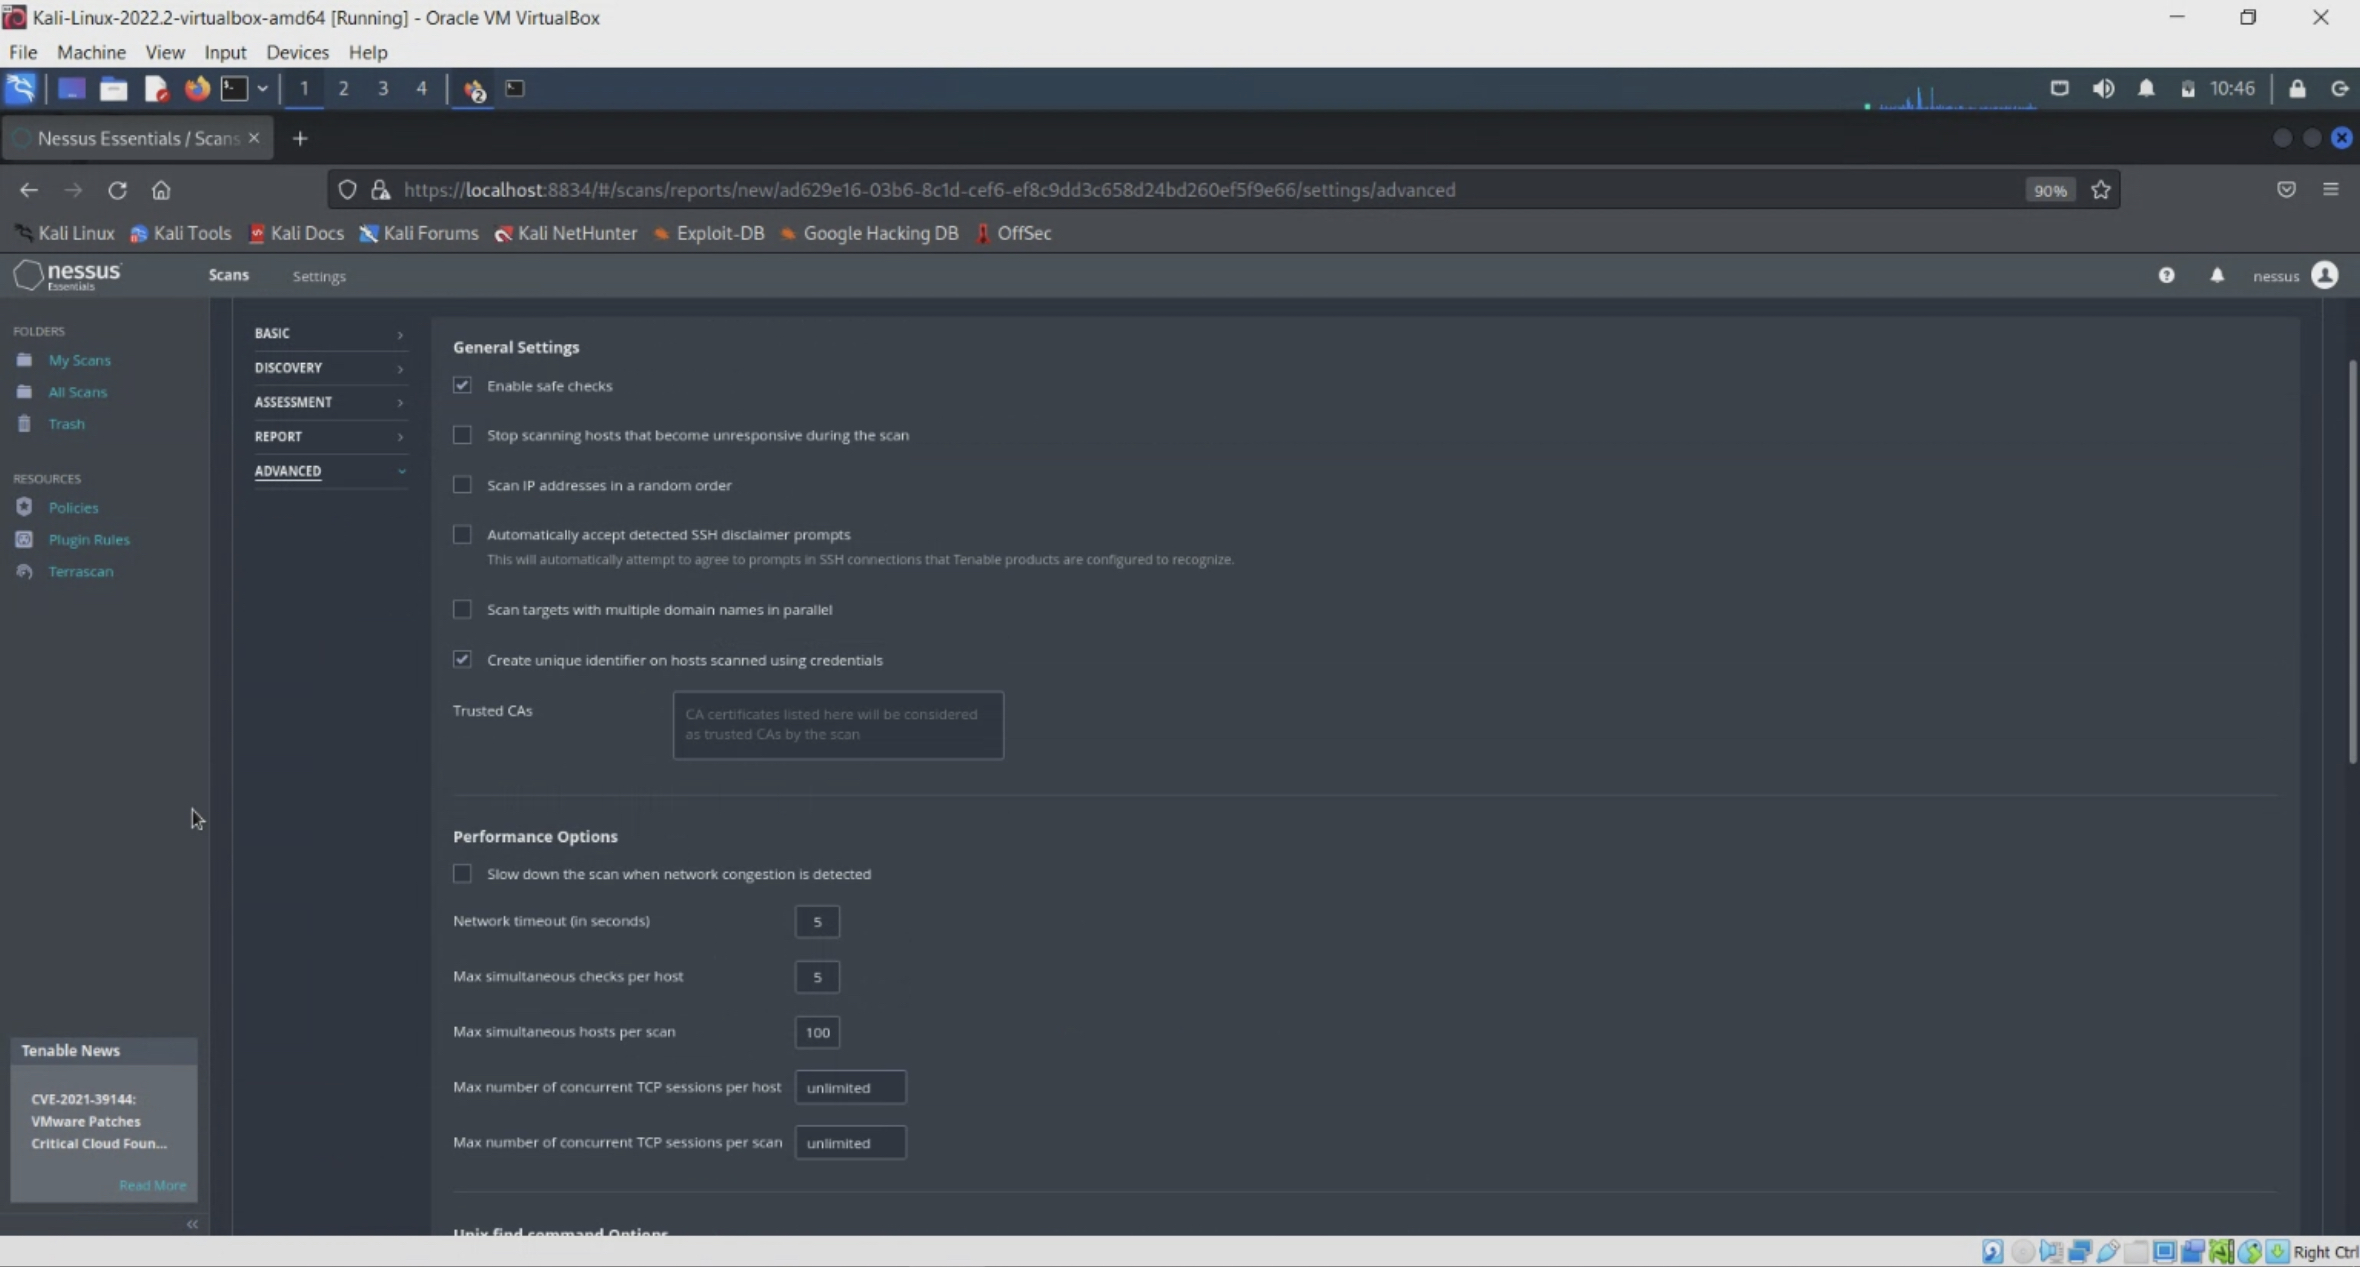 Kali-Linux-2022.2-virtualbox-amd64 [Running] - Oracle VM VirtualBox
File Machine View Input Devices Help
1 2 3 4 2 10:46
Nessus Essentials / Scans
https://localhost:8834/#/scans/reports/new/ad629e16-03b6-8c1d-cef6-ef8c9dd3c658d24bd260ef5f9e66/settings/advanced 90%
Kali Linux Kali Tools Kali Docs Kali Forums Kali NetHunter Exploit-DB Google Hacking DB OffSec
nessus Essentials Scans Settings nessus
FOLDERS
My Scans
All Scans
Trash
RESOURCES
Policies
Plugin Rules
Terrascan
BASIC
DISCOVERY
ASSESSMENT
REPORT
ADVANCED
General Settings
Enable safe checks
Stop scanning hosts that become unresponsive during the scan
Scan IP addresses in a random order
Automatically accept detected SSH disclaimer prompts
This will automatically attempt to agree to prompts in SSH connections that Tenable products are configured to recognize.
Scan targets with multiple domain names in parallel
Create unique identifier on hosts scanned using credentials
Trusted CAs
CA certificates listed here will be considered
as trusted CAs by the scan
Performance Options
Slow down the scan when network congestion is detected
Network timeout (in seconds) 5
Max simultaneous checks per host 5
Max simultaneous hosts per scan 100
Max number of concurrent TCP sessions per host unlimited
Max number of concurrent TCP sessions per scan unlimited
Unix find command Options
Tenable News
CVE-2021-39144:
VMware Patches
Critical Cloud Foun...
Read More
Right Ctrl